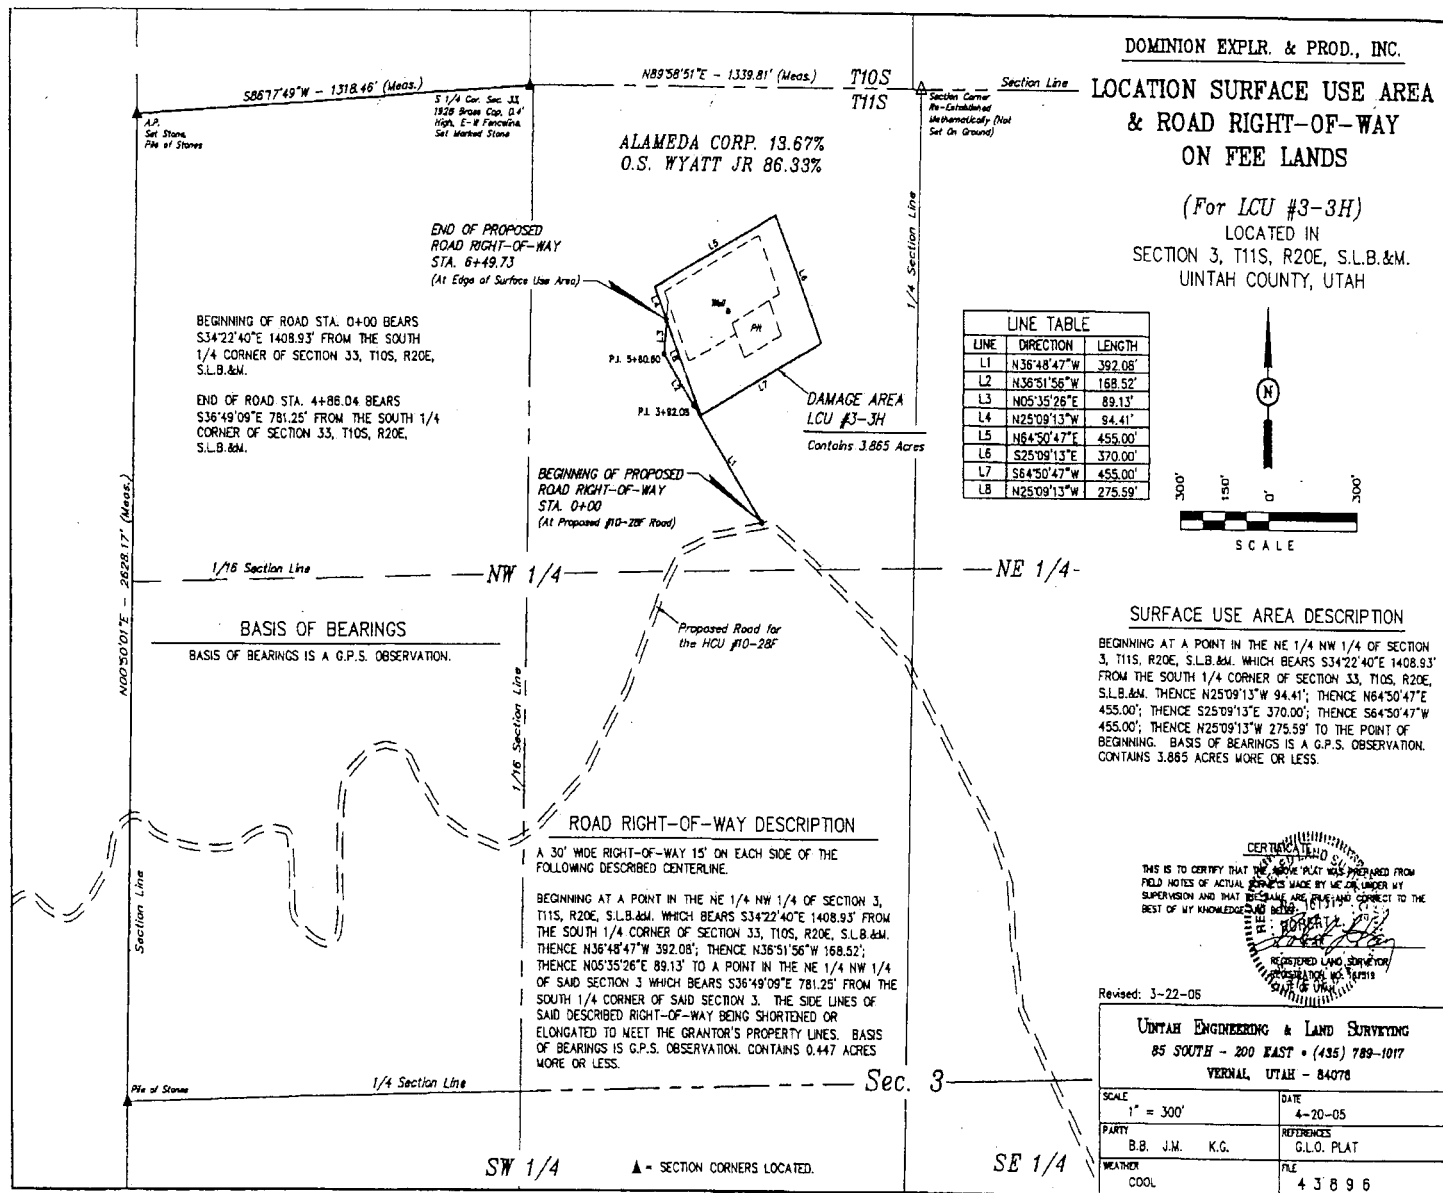 DOMINION EXPLR. & PROD., INC.
LOCATION SURFACE USE AREA
& ROAD RIGHT-OF-WAY
ON FEE LANDS
(For LCU #3-3H)
LOCATED IN
SECTION 3, T11S, R20E, S.L.B.&M.
UINTAH COUNTY, UTAH
S86°17'49"W - 1318.46' (Meas.)
N89°58'51"E - 1339.81' (Meas.)
T10S
T11S
Section Line
A.P.
Set Stone,
Pile of Stones
S 1/4 Cor. Sec. 33,
1926 Brass Cap, 0.4'
High, E-W Fenceline,
Set Marked Stone
Section Corner
Re-Established
Mathematically (Not
Set On Ground)
ALAMEDA CORP. 13.67%
O.S. WYATT JR 86.33%
END OF PROPOSED
ROAD RIGHT-OF-WAY
STA. 6+49.73
(At Edge of Surface Use Area)
BEGINNING OF ROAD STA. 0+00 BEARS
S34°22'40"E 1408.93' FROM THE SOUTH
1/4 CORNER OF SECTION 33, T10S, R20E,
S.L.B.&M.
END OF ROAD STA. 4+86.04 BEARS
S36°49'09"E 781.25' FROM THE SOUTH 1/4
CORNER OF SECTION 33, T10S, R20E,
S.L.B.&M.
L5
L6
L4
L3
L8
L2
L7
L1
Well
Pit
P.I. 5+60.60
P.I. 3+92.08
DAMAGE AREA
LCU #3-3H
Contains 3.865 Acres
BEGINNING OF PROPOSED
ROAD RIGHT-OF-WAY
STA. 0+00
(At Proposed #10-28F Road)
1/4 Section Line
LINE TABLE
LINE DIRECTION LENGTH
L1 N36°48'47"W 392.08'
L2 N36°51'56"W 168.52'
L3 N05°35'26"E 89.13'
L4 N25°09'13"W 94.41'
L5 N64°50'47"E 455.00'
L6 S25°09'13"E 370.00'
L7 S64°50'47"W 455.00'
L8 N25°09'13"W 275.59'
N
300' 150' 0' 300'
SCALE
N00°50'01"E - 2628.17' (Meas.)
1/16 Section Line
NW 1/4
NE 1/4
BASIS OF BEARINGS
BASIS OF BEARINGS IS A G.P.S. OBSERVATION.
Proposed Road for
the HCU #10-28F
1/16 Section Line
Section Line
SURFACE USE AREA DESCRIPTION
BEGINNING AT A POINT IN THE NE 1/4 NW 1/4 OF SECTION
3, T11S, R20E, S.L.B.&M. WHICH BEARS S34°22'40"E 1408.93'
FROM THE SOUTH 1/4 CORNER OF SECTION 33, T10S, R20E,
S.L.B.&M. THENCE N25°09'13"W 94.41'; THENCE N64°50'47"E
455.00'; THENCE S25°09'13"E 370.00'; THENCE S64°50'47"W
455.00'; THENCE N25°09'13"W 275.59' TO THE POINT OF
BEGINNING. BASIS OF BEARINGS IS A G.P.S. OBSERVATION.
CONTAINS 3.865 ACRES MORE OR LESS.
ROAD RIGHT-OF-WAY DESCRIPTION
A 30' WIDE RIGHT-OF-WAY 15' ON EACH SIDE OF THE
FOLLOWING DESCRIBED CENTERLINE.
BEGINNING AT A POINT IN THE NE 1/4 NW 1/4 OF SECTION 3,
T11S, R20E, S.L.B.&M. WHICH BEARS S34°22'40"E 1408.93' FROM
THE SOUTH 1/4 CORNER OF SECTION 33, T10S, R20E, S.L.B.&M.
THENCE N36°48'47"W 392.08'; THENCE N36°51'56"W 168.52';
THENCE N05°35'26"E 89.13' TO A POINT IN THE NE 1/4 NW 1/4
OF SAID SECTION 3 WHICH BEARS S36°49'09"E 781.25' FROM THE
SOUTH 1/4 CORNER OF SAID SECTION 3. THE SIDE LINES OF
SAID DESCRIBED RIGHT-OF-WAY BEING SHORTENED OR
ELONGATED TO MEET THE GRANTOR'S PROPERTY LINES. BASIS
OF BEARINGS IS G.P.S. OBSERVATION. CONTAINS 0.447 ACRES
MORE OR LESS.
CERTIFICATE
THIS IS TO CERTIFY THAT THE ABOVE PLAT WAS PREPARED FROM
FIELD NOTES OF ACTUAL SURVEYS MADE BY ME OR UNDER MY
SUPERVISION AND THAT THE SAME ARE TRUE AND CORRECT TO THE
BEST OF MY KNOWLEDGE AND BELIEF
REGISTERED LAND SURVEYOR
REGISTRATION NO. 161319
STATE OF UTAH
Revised: 3-22-06
UINTAH ENGINEERING & LAND SURVEYING
85 SOUTH - 200 EAST • (435) 789-1017
VERNAL, UTAH - 84078
SCALE
1" = 300'
DATE
4-20-05
PARTY
B.B. J.M. K.G.
REFERENCES
G.L.O. PLAT
WEATHER
COOL
FILE
43896
Pile of Stones
1/4 Section Line
Sec. 3
SW 1/4
SE 1/4
▲ = SECTION CORNERS LOCATED.